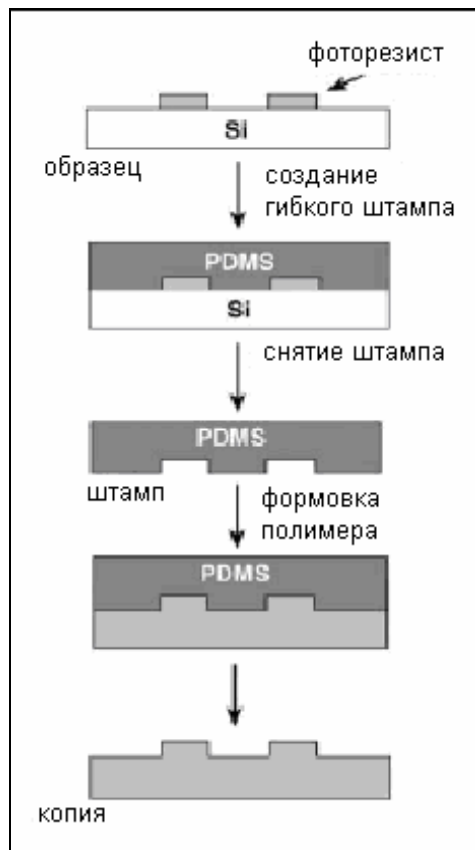 фоторезист
Si
образец
создание
гибкого штампа
PDMS
Si
снятие штампа
PDMS
штамп
формовка
полимера
PDMS
копия